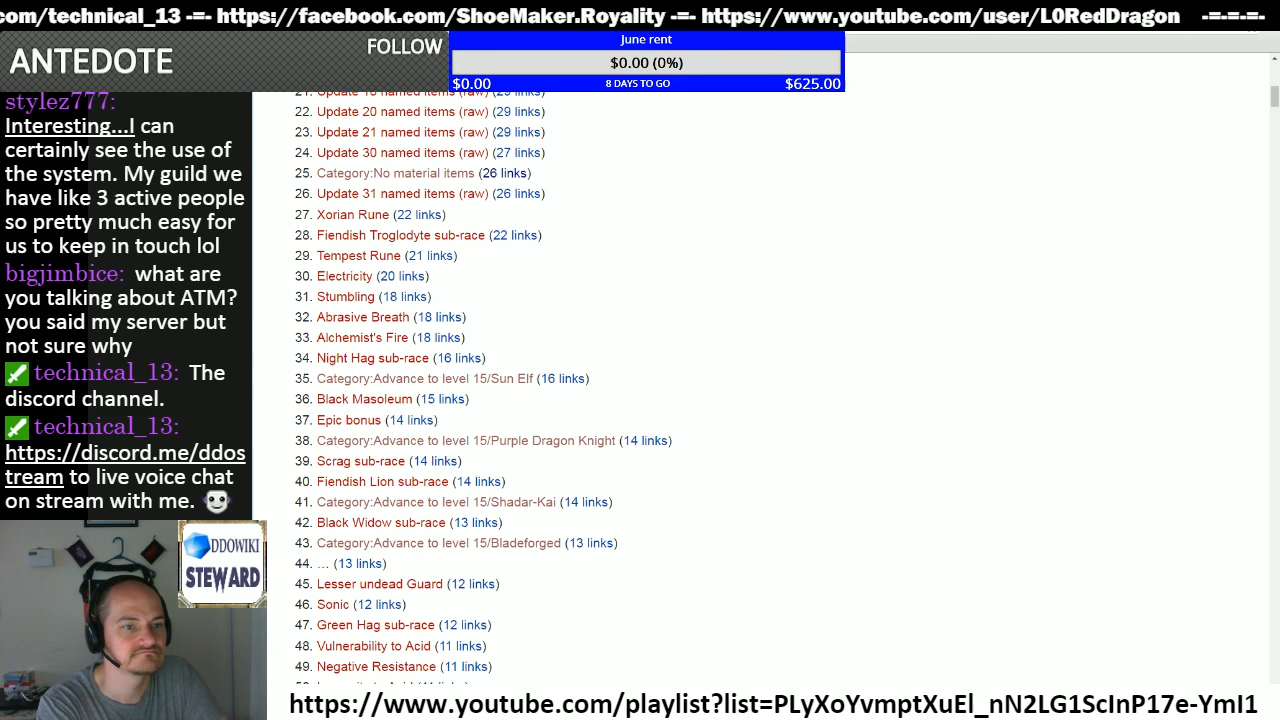 com/technical_13 -=- https://facebook.com/ShoeMaker.Royality -=- https://www.youtube.com/user/L0RedDragon -=-=-=-
ANTEDOTE
FOLLOW
June rent
$0.00 (0%)
$0.00
8 DAYS TO GO
$625.00
stylez777:
Interesting...I can
certainly see the use of
the system. My guild we
have like 3 active people
so pretty much easy for
us to keep in touch lol
bigjimbice: what are
you talking about ATM?
you said my server but
not sure why
technical_13: The
discord channel.
technical_13:
https://discord.me/ddos
tream to live voice chat
on stream with me.
DDOWIKI
STEWARD
22. Update 20 named items (raw) (29 links)
23. Update 21 named items (raw) (29 links)
24. Update 30 named items (raw) (27 links)
25. Category:No material items (26 links)
26. Update 31 named items (raw) (26 links)
27. Xorian Rune (22 links)
28. Fiendish Troglodyte sub-race (22 links)
29. Tempest Rune (21 links)
30. Electricity (20 links)
31. Stumbling (18 links)
32. Abrasive Breath (18 links)
33. Alchemist's Fire (18 links)
34. Night Hag sub-race (16 links)
35. Category:Advance to level 15/Sun Elf (16 links)
36. Black Masoleum (15 links)
37. Epic bonus (14 links)
38. Category:Advance to level 15/Purple Dragon Knight (14 links)
39. Scrag sub-race (14 links)
40. Fiendish Lion sub-race (14 links)
41. Category:Advance to level 15/Shadar-Kai (14 links)
42. Black Widow sub-race (13 links)
43. Category:Advance to level 15/Bladeforged (13 links)
44. ... (13 links)
45. Lesser undead Guard (12 links)
46. Sonic (12 links)
47. Green Hag sub-race (12 links)
48. Vulnerability to Acid (11 links)
49. Negative Resistance (11 links)
https://www.youtube.com/playlist?list=PLyXoYvmptXuEl_nN2LG1ScInP17e-YmI1